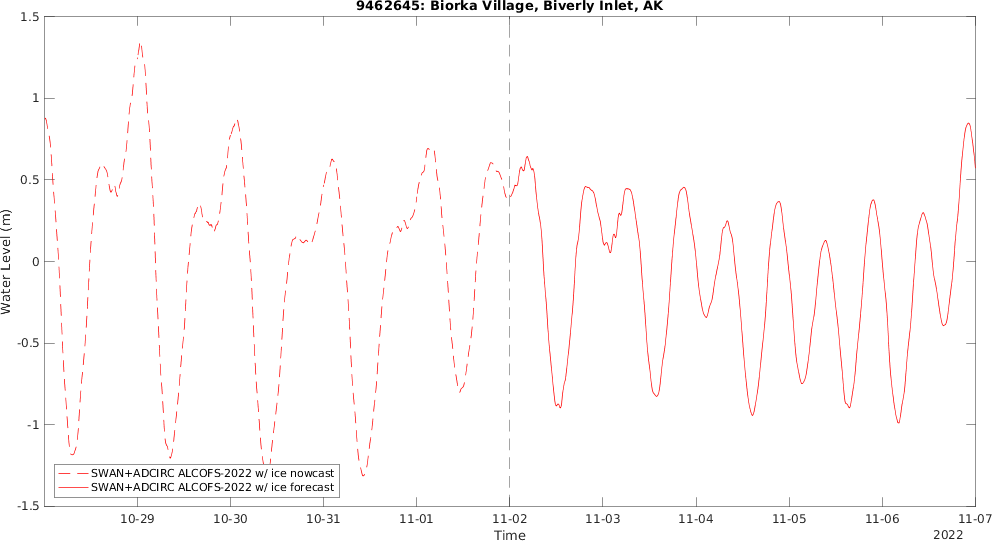 9462645: Biorka Village, Biverly Inlet, AK
1.5
1
0.5
0
-0.5
-1
-1.5
Water Level (m)
SWAN+ADCIRC ALCOFS-2022 w/ ice nowcast
SWAN+ADCIRC ALCOFS-2022 w/ ice forecast
10-29 10-30 10-31 11-01 11-02 11-03 11-04 11-05 11-06 11-07
Time
2022